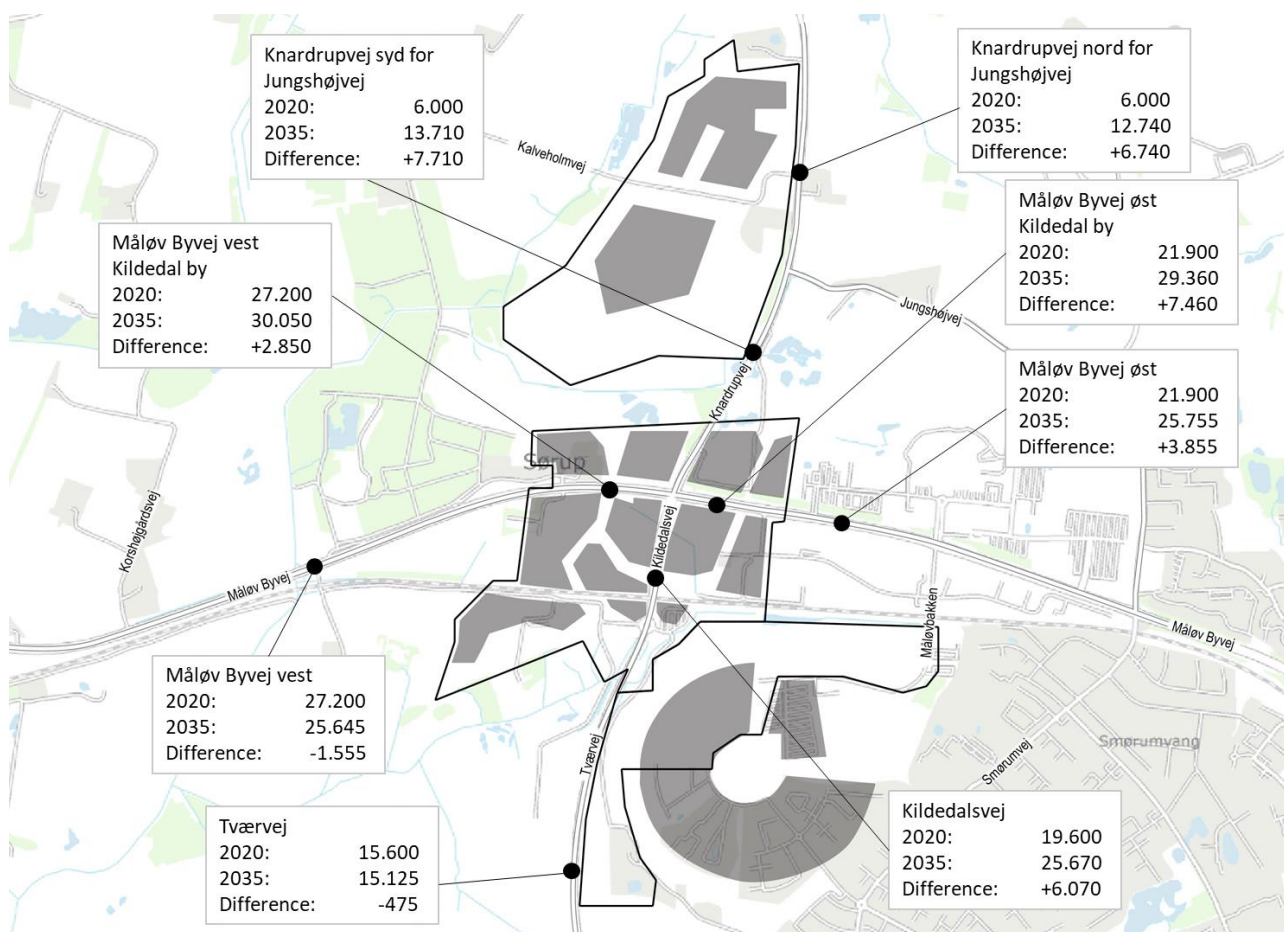 Knardrupvej syd for
Jungshøjvej
2020: 6.000
2035: 13.710
Difference: +7.710
Knardrupvej nord for
Jungshøjvej
2020: 6.000
2035: 12.740
Difference: +6.740
Kalveholmvej
Måløv Byvej øst
Kildedal by
2020: 21.900
2035: 29.360
Difference: +7.460
Måløv Byvej vest
Kildedal by
2020: 27.200
2035: 30.050
Difference: +2.850
Jungshøjvej
Måløv Byvej øst
2020: 21.900
2035: 25.755
Difference: +3.855
Knardrupvej
Sørup
Korshøjgårdsvej
Kildedalsvej
Måløv Byvej
Måløvbakken
Måløv Byvej
Måløv Byvej vest
2020: 27.200
2035: 25.645
Difference: -1.555
Tværvej
Smørumvang
Smørumvej
Tværvej
2020: 15.600
2035: 15.125
Difference: -475
Kildedalsvej
2020: 19.600
2035: 25.670
Difference: +6.070